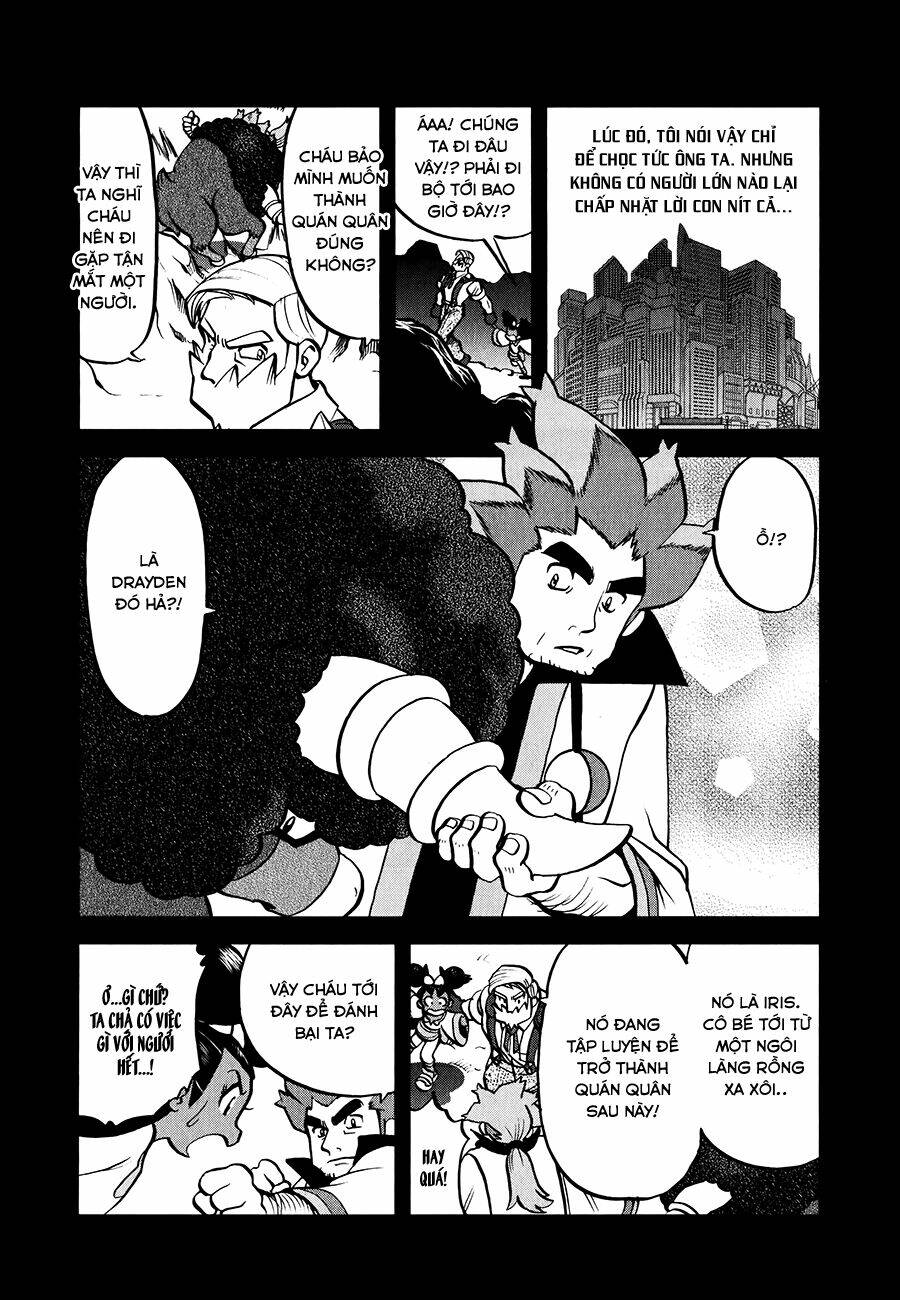 LÚC ĐÓ, TÔI NÓI VẬY CHỈ
ĐỂ CHỌC TỨC ÔNG TA. NHƯNG
KHÔNG CÓ NGƯỜI LỚN NÀO LẠI
CHẤP NHẶT LỜI CON NÍT CẢ...
ÁAA! CHÚNG
TA ĐI ĐÂU
VẬY!? PHẢI ĐI
BỘ TỚI BAO
GIỜ ĐÂY!?
CHÁU BẢO
MÌNH MUỐN
THÀNH
QUÁN QUÂN
ĐÚNG
KHÔNG?
VẬY THÌ
TA NGHĨ
CHÁU
NÊN ĐI
GẶP TẬN
MẮT MỘT
NGƯỜI.
Ồ!?
LÀ
DRAYDEN
ĐÓ HẢ?!
NÓ LÀ IRIS.
CÔ BÉ TỚI TỪ
MỘT NGÔI
LÀNG RỒNG
XA XÔI..
NÓ ĐANG
TẬP LUYỆN ĐỂ
TRỞ THÀNH
QUÁN QUÂN
SAU NÀY!
HAY
QUÁ!
VẬY CHÁU TỚI
ĐÂY ĐỂ ĐÁNH
BẠI TA?
Ơ...GÌ CHỨ?
TA CHẢ CÓ VIỆC
GÌ VỚI NGƯƠI
HẾT...!